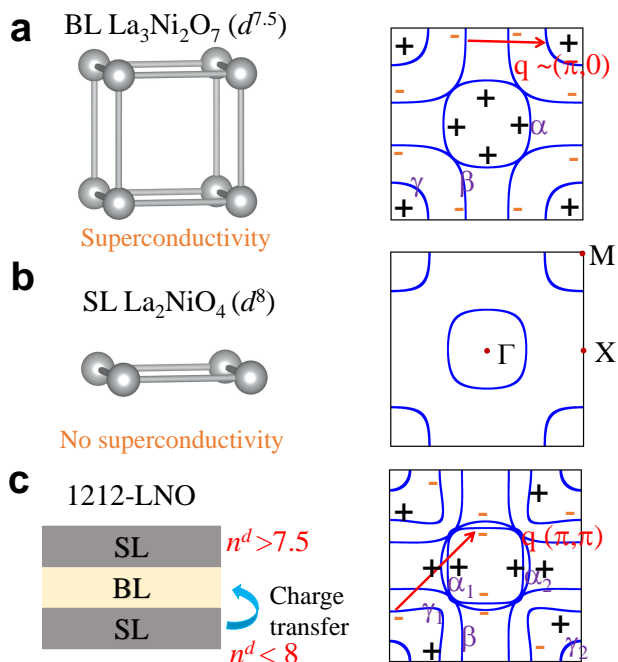 a
BL La₃Ni₂O₇ (d⁷·⁵)
Superconductivity
+ - - +
q ~(π,0)
- -
+
+ + α
+
- -
γ β
+ - - +
b
SL La₂NiO₄ (d⁸)
No superconductivity
M
Γ X
c
1212-LNO
SL
BL
SL
nᵈ >7.5
Charge
transfer
nᵈ < 8
- +
+ -
- q (π,π)
-
+ + + +
α₁ α₂
-
γ₁ -
- β +
+ - γ₂